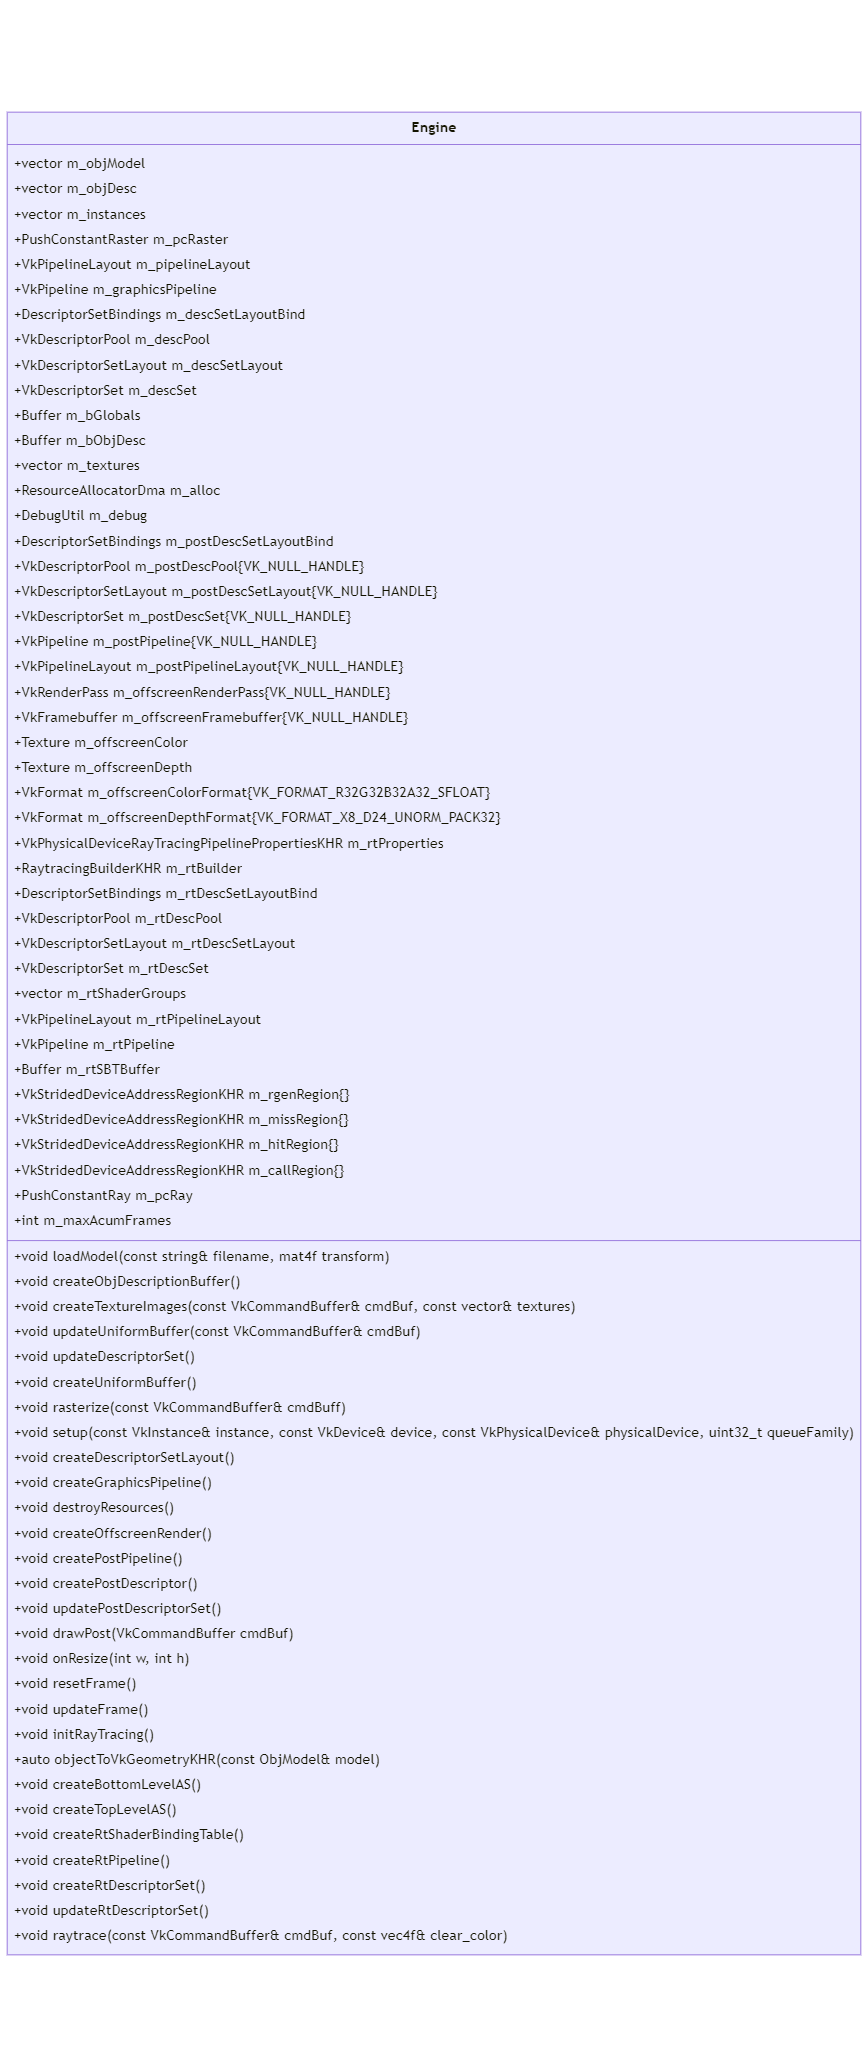 Engine
+vector m_objModel
+vector m_objDesc
+vector m_instances
+PushConstantRaster m_pcRaster
+VkPipelineLayout m_pipelineLayout
+VkPipeline m_graphicsPipeline
+DescriptorSetBindings m_descSetLayoutBind
+VkDescriptorPool m_descPool
+VkDescriptorSetLayout m_descSetLayout
+VkDescriptorSet m_descSet
+Buffer m_bGlobals
+Buffer m_bObjDesc
+vector m_textures
+ResourceAllocatorDma m_alloc
+DebugUtil m_debug
+DescriptorSetBindings m_postDescSetLayoutBind
+VkDescriptorPool m_postDescPool{VK_NULL_HANDLE}
+VkDescriptorSetLayout m_postDescSetLayout{VK_NULL_HANDLE}
+VkDescriptorSet m_postDescSet{VK_NULL_HANDLE}
+VkPipeline m_postPipeline{VK_NULL_HANDLE}
+VkPipelineLayout m_postPipelineLayout{VK_NULL_HANDLE}
+VkRenderPass m_offscreenRenderPass{VK_NULL_HANDLE}
+VkFramebuffer m_offscreenFramebuffer{VK_NULL_HANDLE}
+Texture m_offscreenColor
+Texture m_offscreenDepth
+VkFormat m_offscreenColorFormat{VK_FORMAT_R32G32B32A32_SFLOAT}
+VkFormat m_offscreenDepthFormat{VK_FORMAT_X8_D24_UNORM_PACK32}
+VkPhysicalDeviceRayTracingPipelinePropertiesKHR m_rtProperties
+RaytracingBuilderKHR m_rtBuilder
+DescriptorSetBindings m_rtDescSetLayoutBind
+VkDescriptorPool m_rtDescPool
+VkDescriptorSetLayout m_rtDescSetLayout
+VkDescriptorSet m_rtDescSet
+vector m_rtShaderGroups
+VkPipelineLayout m_rtPipelineLayout
+VkPipeline m_rtPipeline
+Buffer m_rtSBTBuffer
+VkStridedDeviceAddressRegionKHR m_rgenRegion{}
+VkStridedDeviceAddressRegionKHR m_missRegion{}
+VkStridedDeviceAddressRegionKHR m_hitRegion{}
+VkStridedDeviceAddressRegionKHR m_callRegion{}
+PushConstantRay m_pcRay
+int m_maxAcumFrames
+void loadModel(const string& filename, mat4f transform)
+void createObjDescriptionBuffer()
+void createTextureImages(const VkCommandBuffer& cmdBuf, const vector& textures)
+void updateUniformBuffer(const VkCommandBuffer& cmdBuf)
+void updateDescriptorSet()
+void createUniformBuffer()
+void rasterize(const VkCommandBuffer& cmdBuff)
+void setup(const VkInstance& instance, const VkDevice& device, const VkPhysicalDevice& physicalDevice, uint32_t queueFamily)
+void createDescriptorSetLayout()
+void createGraphicsPipeline()
+void destroyResources()
+void createOffscreenRender()
+void createPostPipeline()
+void createPostDescriptor()
+void updatePostDescriptorSet()
+void drawPost(VkCommandBuffer cmdBuf)
+void onResize(int w, int h)
+void resetFrame()
+void updateFrame()
+void initRayTracing()
+auto objectToVkGeometryKHR(const ObjModel& model)
+void createBottomLevelAS()
+void createTopLevelAS()
+void createRtShaderBindingTable()
+void createRtPipeline()
+void createRtDescriptorSet()
+void updateRtDescriptorSet()
+void raytrace(const VkCommandBuffer& cmdBuf, const vec4f& clear_color)